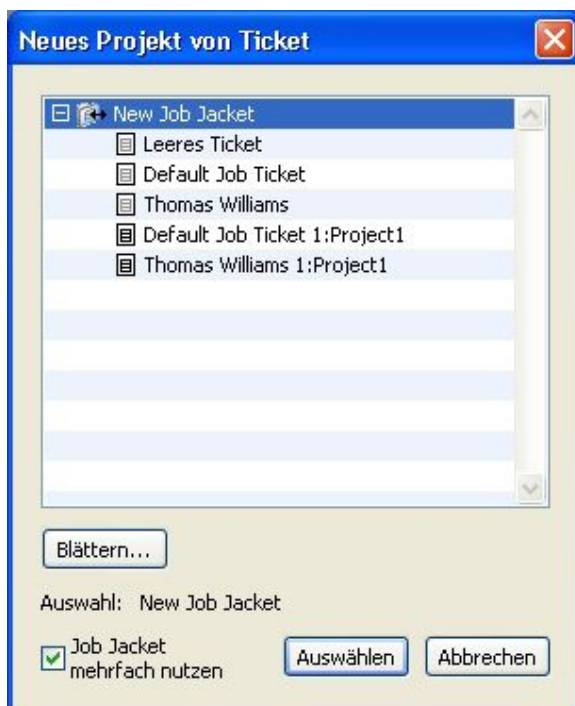 Neues Projekt von Ticket
New Job Jacket
Leeres Ticket
Default Job Ticket
Thomas Williams
Default Job Ticket 1:Project1
Thomas Williams 1:Project1
Blättern...
Auswahl: New Job Jacket
Job Jacket
mehrfach nutzen
Auswählen
Abbrechen